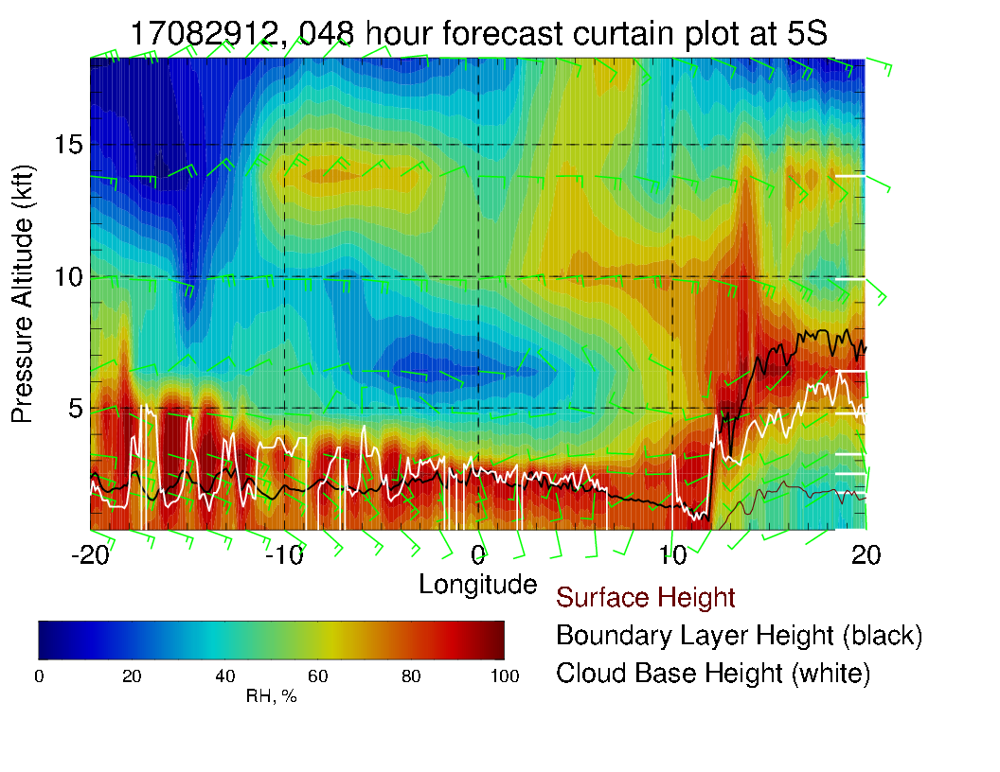 17082912, 048 hour forecast curtain plot at 5S
15
10
5
Pressure Altitude (kft)
-20 -10 0 10 20
Longitude
Surface Height
Boundary Layer Height (black)
Cloud Base Height (white)
0 20 40 60 80 100
RH, %